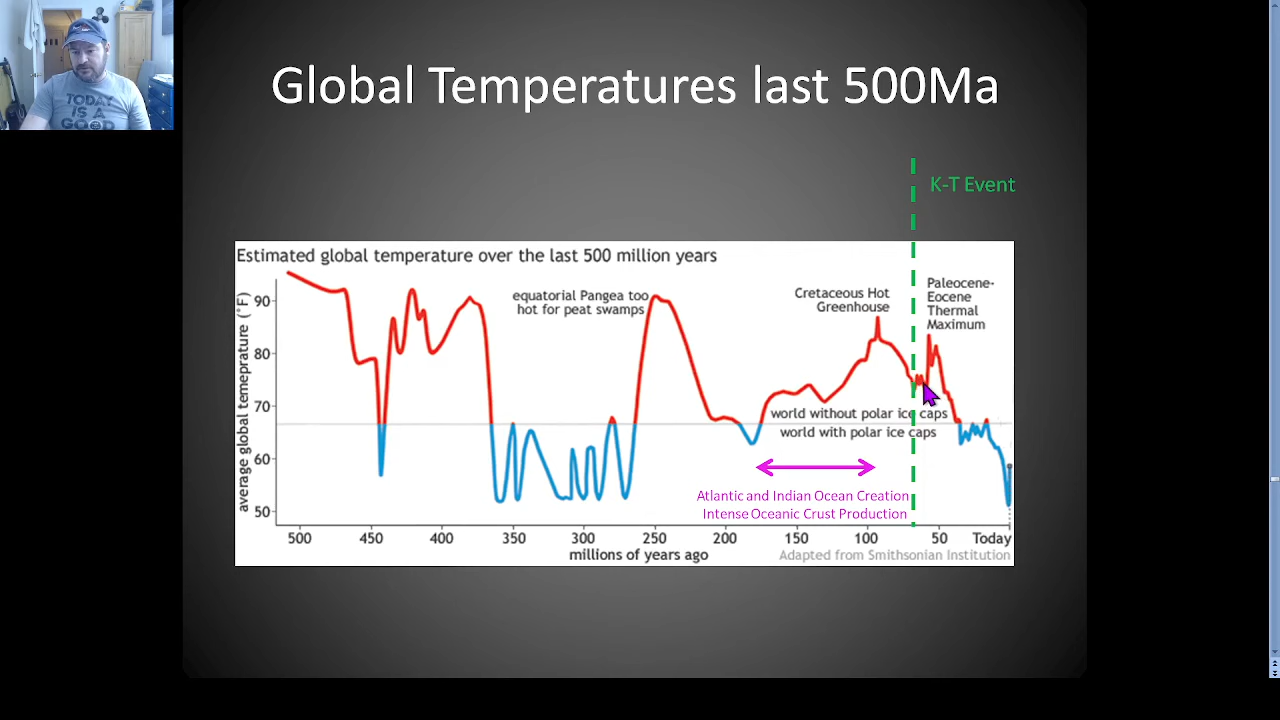 TODAY
IS A
GOOD
Global Temperatures last 500Ma
K-T Event
Estimated global temperature over the last 500 million years
average global temeprature (°F)
90
80
70
60
50
equatorial Pangea too
hot for peat swamps
Cretaceous Hot
Greenhouse
Paleocene-
Eocene
Thermal
Maximum
world without polar ice caps
world with polar ice caps
Atlantic and Indian Ocean Creation
Intense Oceanic Crust Production
500 450 400 350 300 250 200 150 100 50 Today
millions of years ago
Adapted from Smithsonian Institution